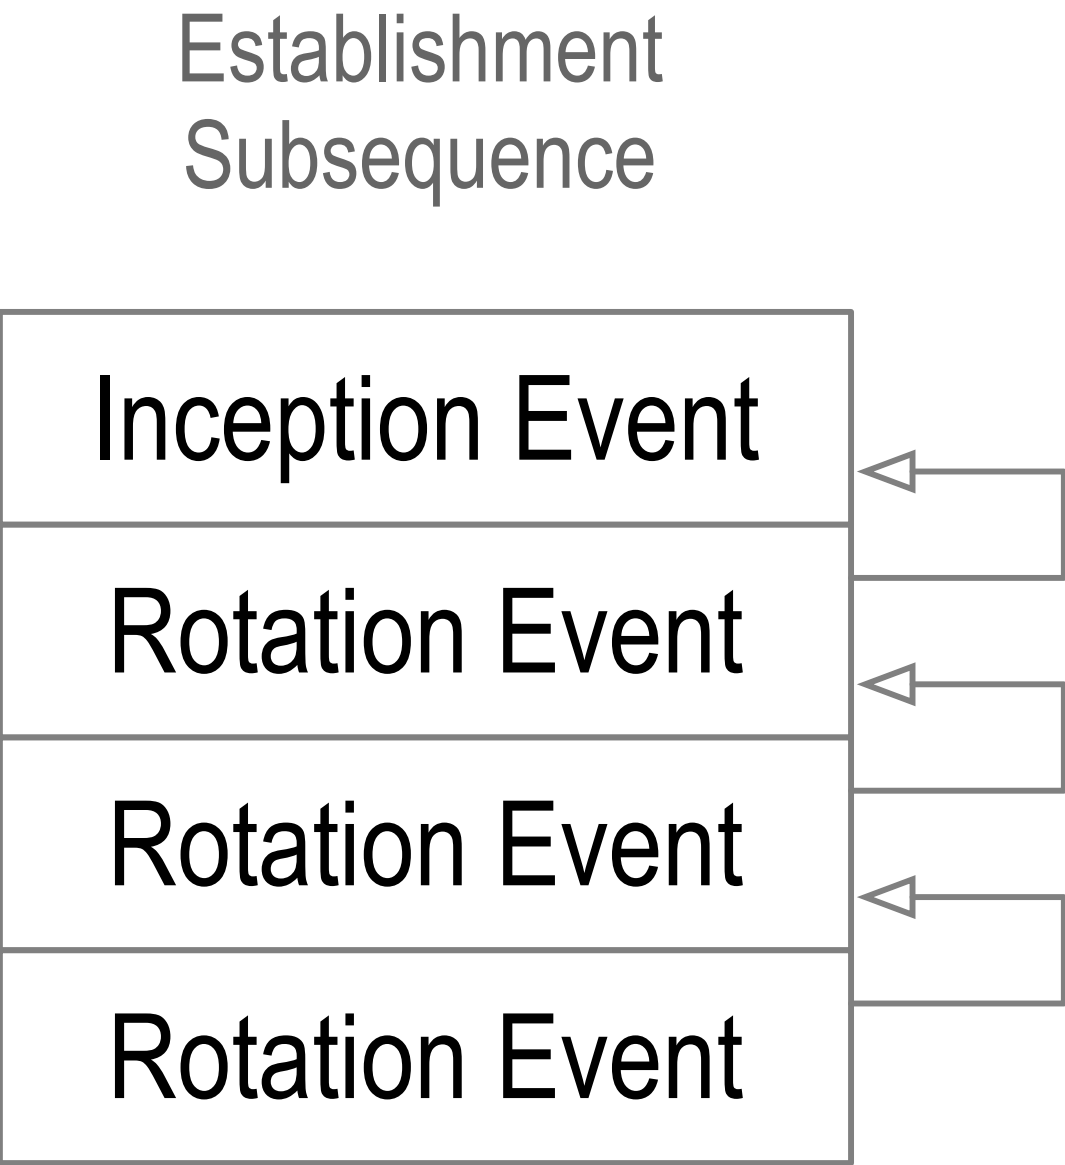 Establishment
Subsequence
Inception Event
Rotation Event
Rotation Event
Rotation Event